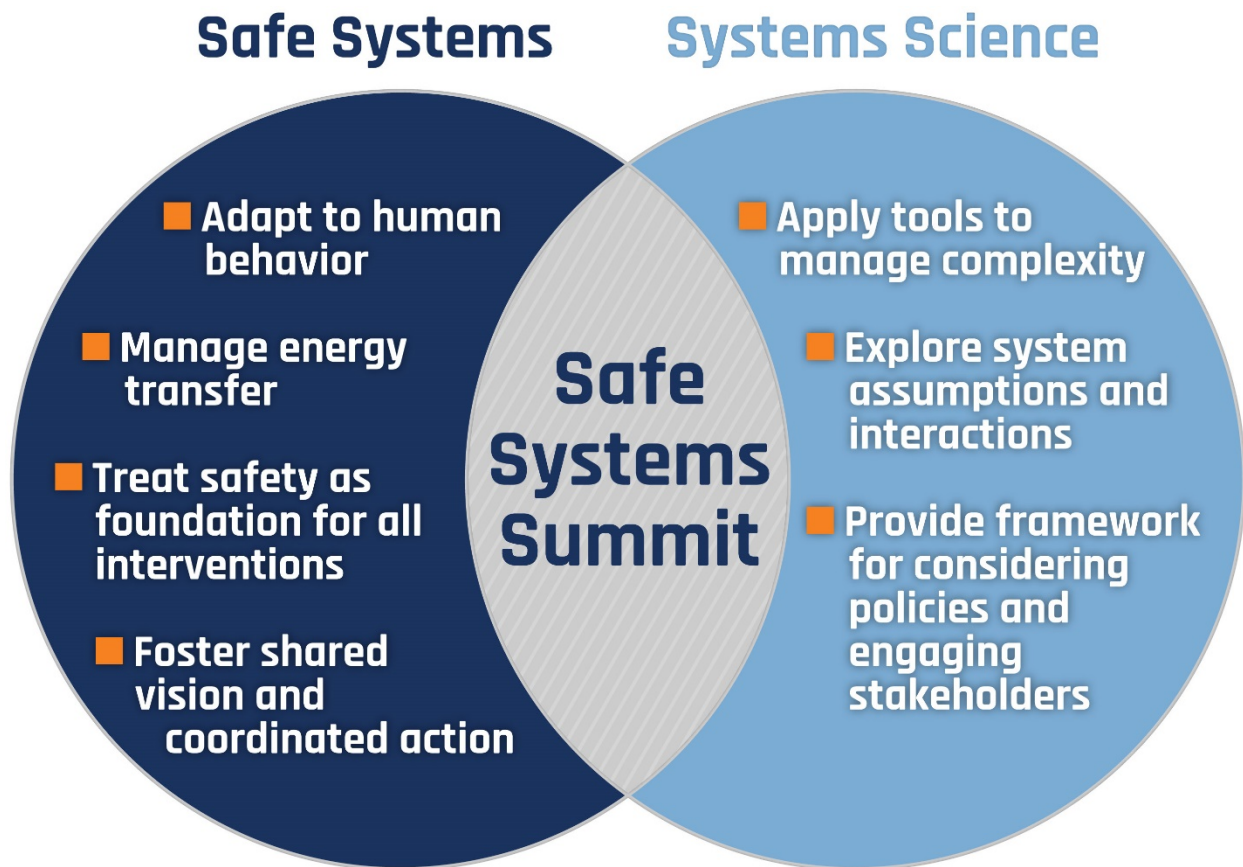 Safe Systems
Systems Science
Adapt to human
behavior
Manage energy
transfer
Treat safety as
foundation for all
interventions
Foster shared
vision and
coordinated action
Safe
Systems
Summit
Apply tools to
manage complexity
Explore system
assumptions and
interactions
Provide framework
for considering
policies and
engaging
stakeholders